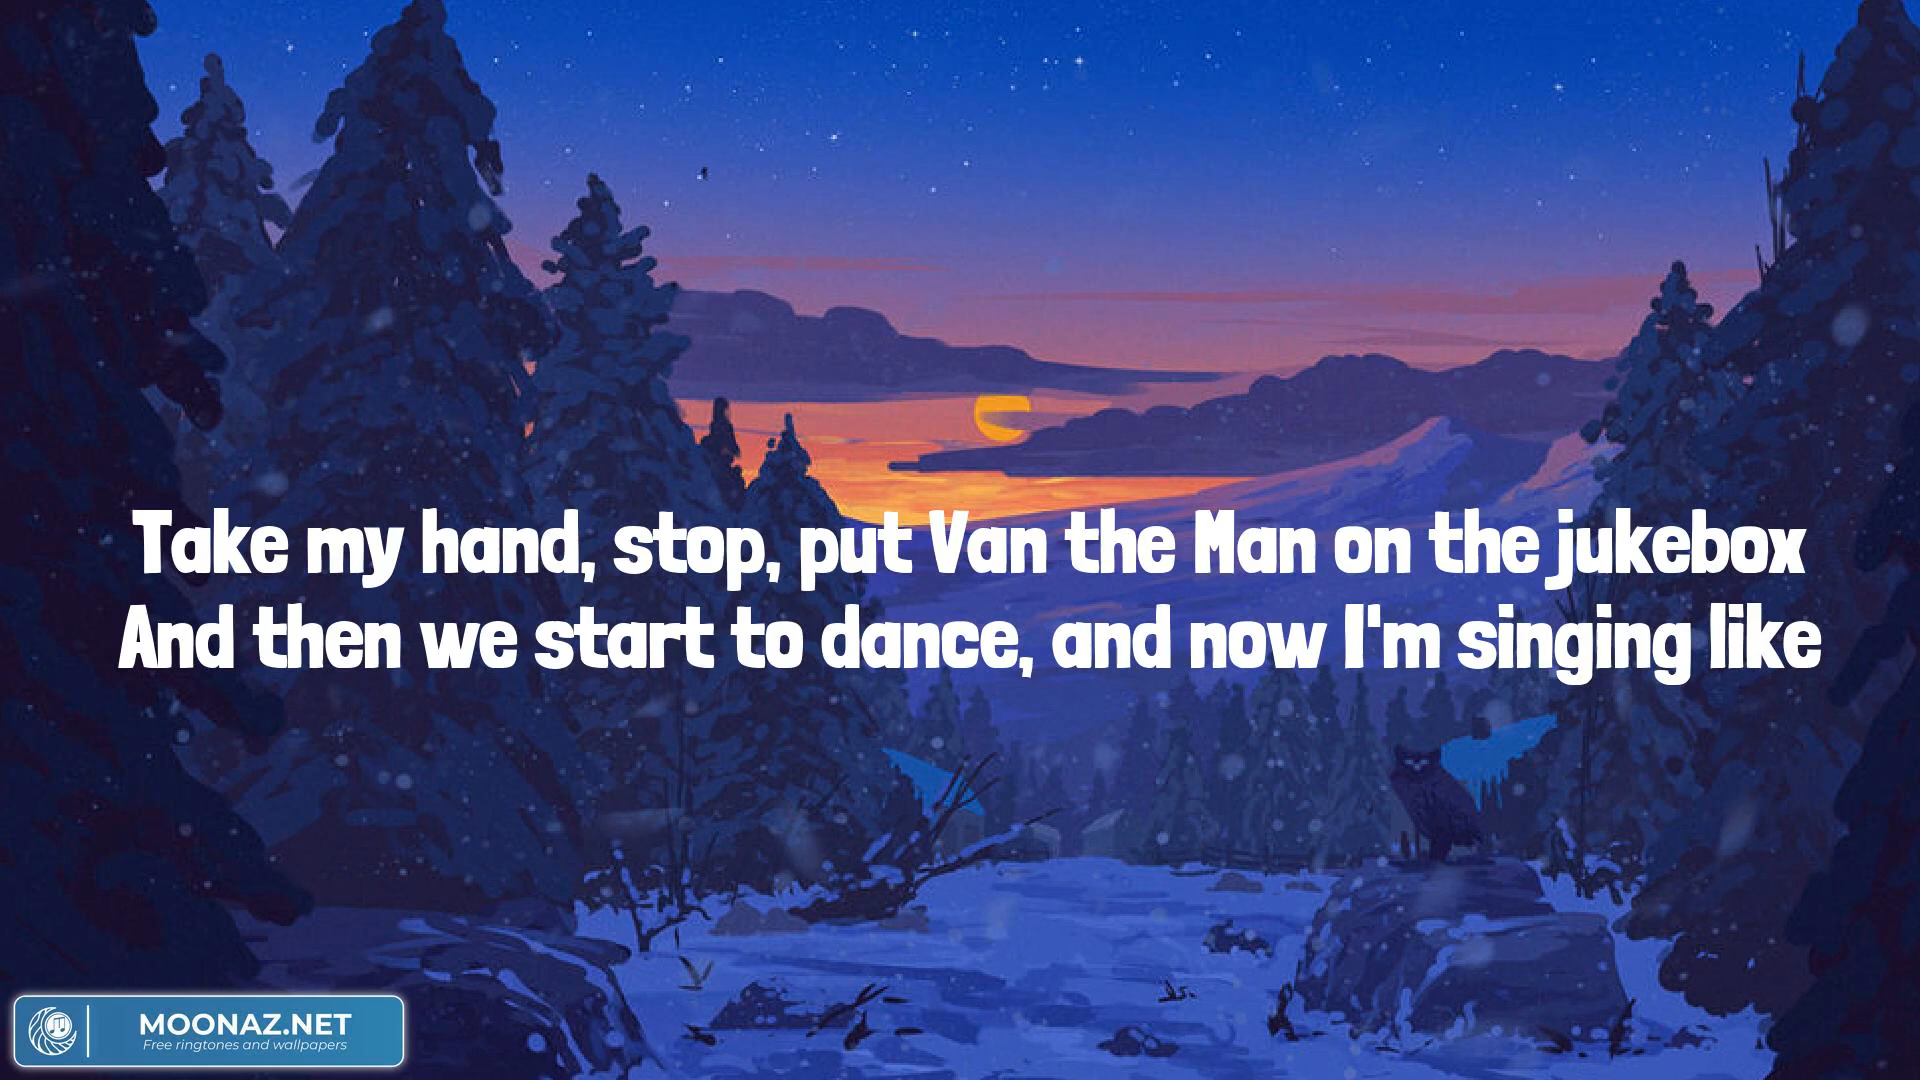 Take my hand, stop, put Van the Man on the jukebox
And then we start to dance, and now I'm singing like
MOONAZ.NET
Free ringtones and wallpapers